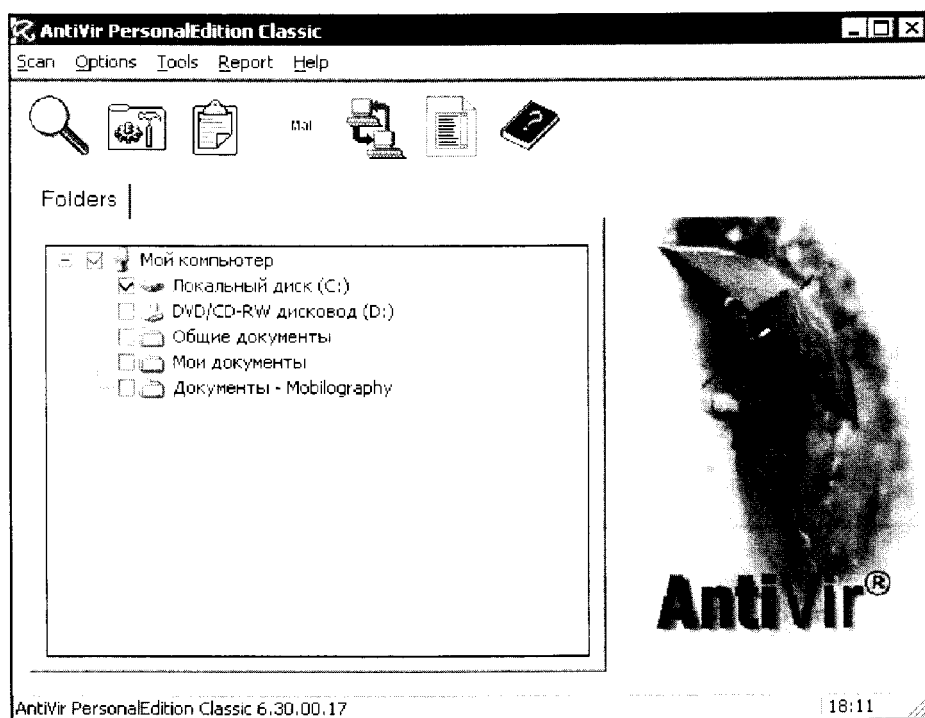 AntiVir PersonalEdition Classic
Scan Options Tools Report Help
Mail
Folders
Мой компьютер
Локальный диск (C:)
DVD/CD-RW дисковод (D:)
Общие документы
Мои документы
Документы - Mobilography
AntiVir®
AntiVir PersonalEdition Classic 6.30.00.17
18:11